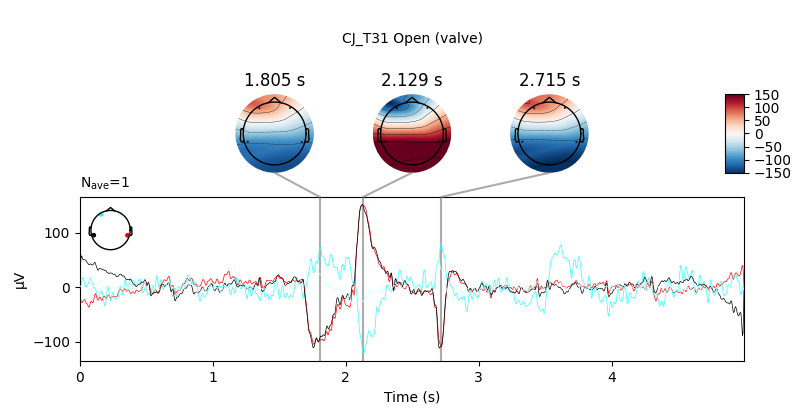 CJ_T31 Open (valve)
1.805 s 2.129 s 2.715 s
150
100
50
0
−50
−100
−150
Nave=1
100
0
−100
µV
0 1 2 3 4
Time (s)